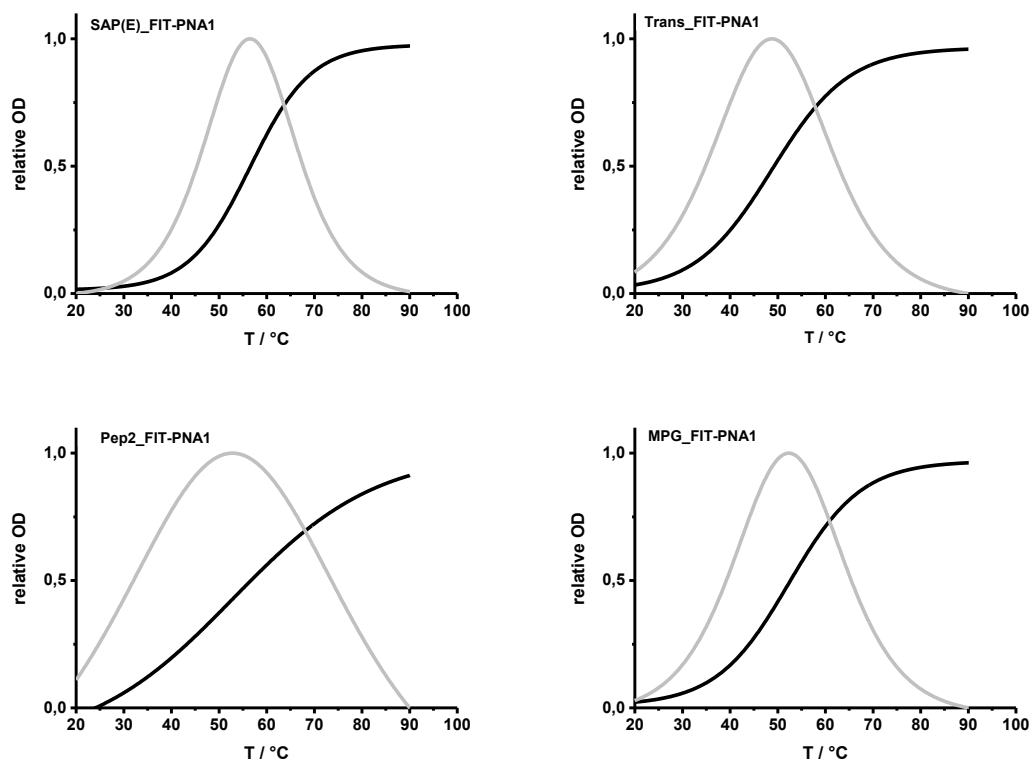 SAP(E)_FIT-PNA1
1,0
relative OD
0,5
0,0
20 30 40 50 60 70 80 90 100
T / °C
Trans_FIT-PNA1
1,0
relative OD
0,5
0,0
20 30 40 50 60 70 80 90 100
T / °C
Pep2_FIT-PNA1
1,0
relative OD
0,5
0,0
20 30 40 50 60 70 80 90 100
T / °C
MPG_FIT-PNA1
1,0
relative OD
0,5
0,0
20 30 40 50 60 70 80 90 100
T / °C